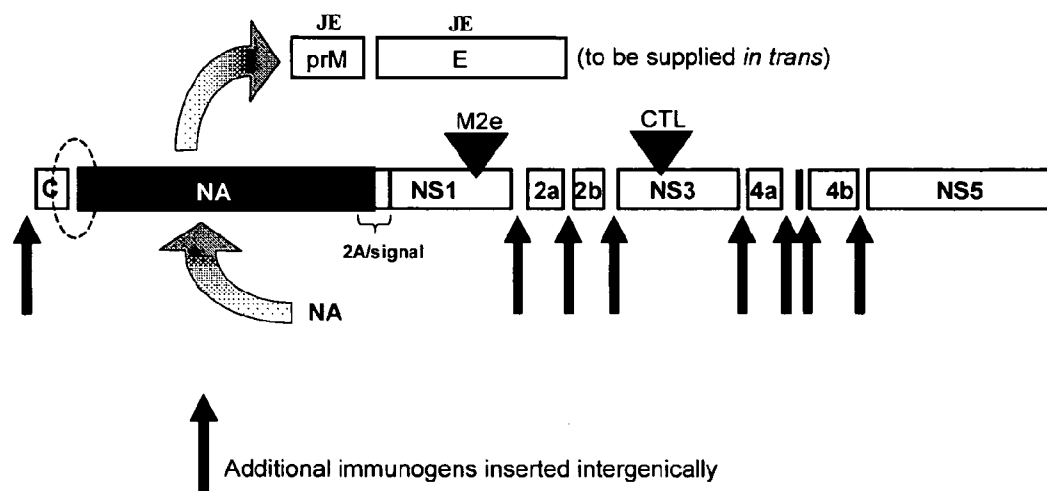 JE JE
prM E (to be supplied in trans)
M2e CTL
C NA NS1 2a 2b NS3 4a 4b NS5
2A/signal
NA
Additional immunogens inserted intergenically